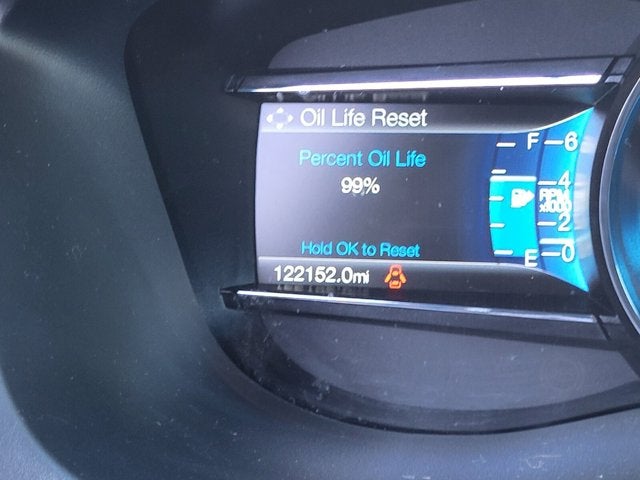 Oil Life Reset
Percent Oil Life
99%
Hold OK to Reset
122152.0mi
F
E
6
4
RPM
x1000
2
0